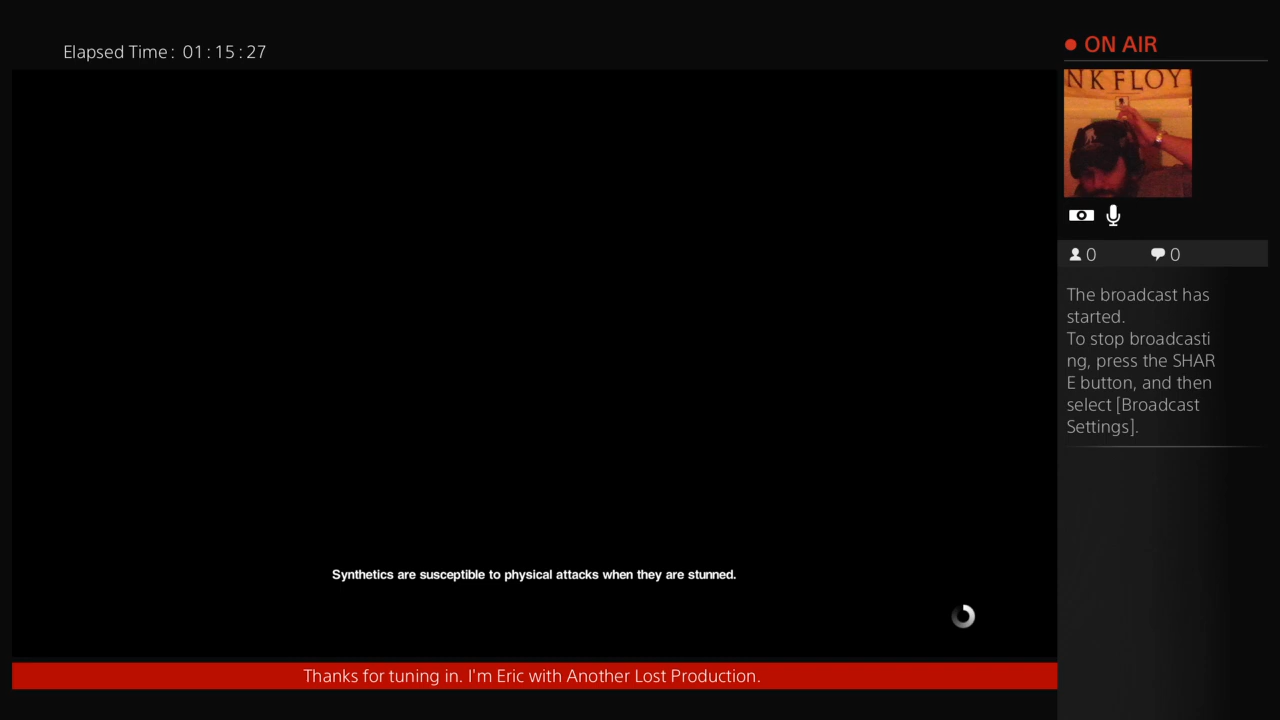 Elapsed Time: 01:15:27
ON AIR
NK FLOY
0 0
The broadcast has
started.
To stop broadcasti
ng, press the SHAR
E button, and then
select [Broadcast
Settings].
Synthetics are susceptible to physical attacks when they are stunned.
Thanks for tuning in. I'm Eric with Another Lost Production.